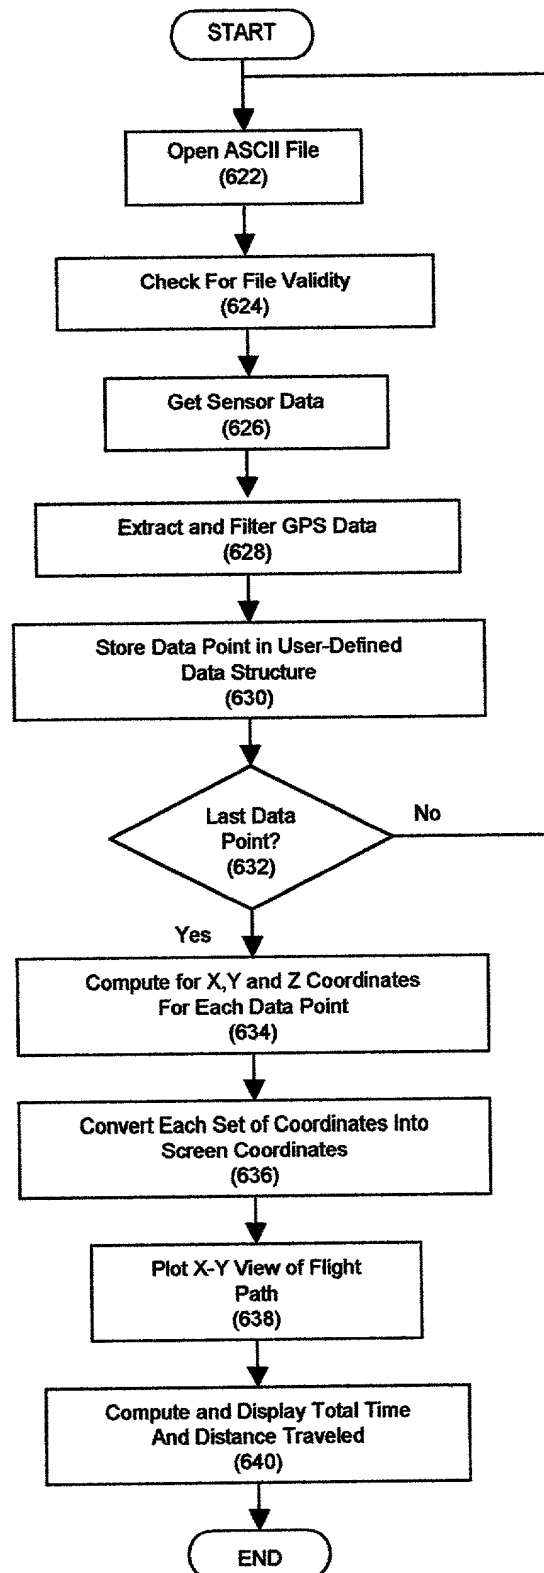 START
Open ASCII File
(622)
Check For File Validity
(624)
Get Sensor Data
(626)
Extract and Filter GPS Data
(628)
Store Data Point in User-Defined
Data Structure
(630)
Last Data
Point?
(632)
No
Yes
Compute for X,Y and Z Coordinates
For Each Data Point
(634)
Convert Each Set of Coordinates Into
Screen Coordinates
(636)
Plot X-Y View of Flight
Path
(638)
Compute and Display Total Time
And Distance Traveled
(640)
END